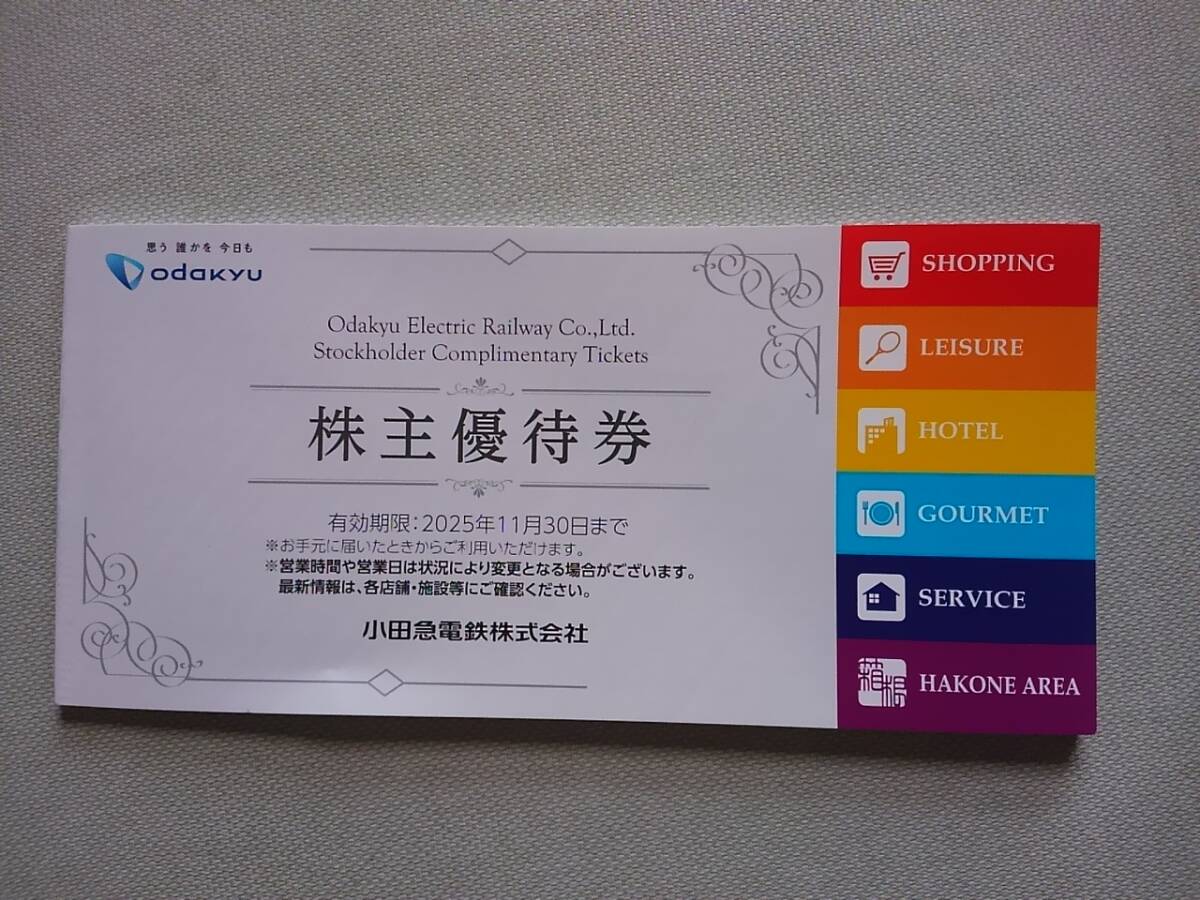 思う 誰かを 今日も
odakyu
Odakyu Electric Railway Co.,Ltd.
Stockholder Complimentary Tickets
株主優待券
有効期限：2025年11月30日まで
※お手元に届いたときからご利用いただけます。
※営業時間や営業日は状況により変更となる場合がございます。
最新情報は、各店舗・施設等にご確認ください。
小田急電鉄株式会社
SHOPPING
LEISURE
HOTEL
GOURMET
SERVICE
箱根
HAKONE AREA